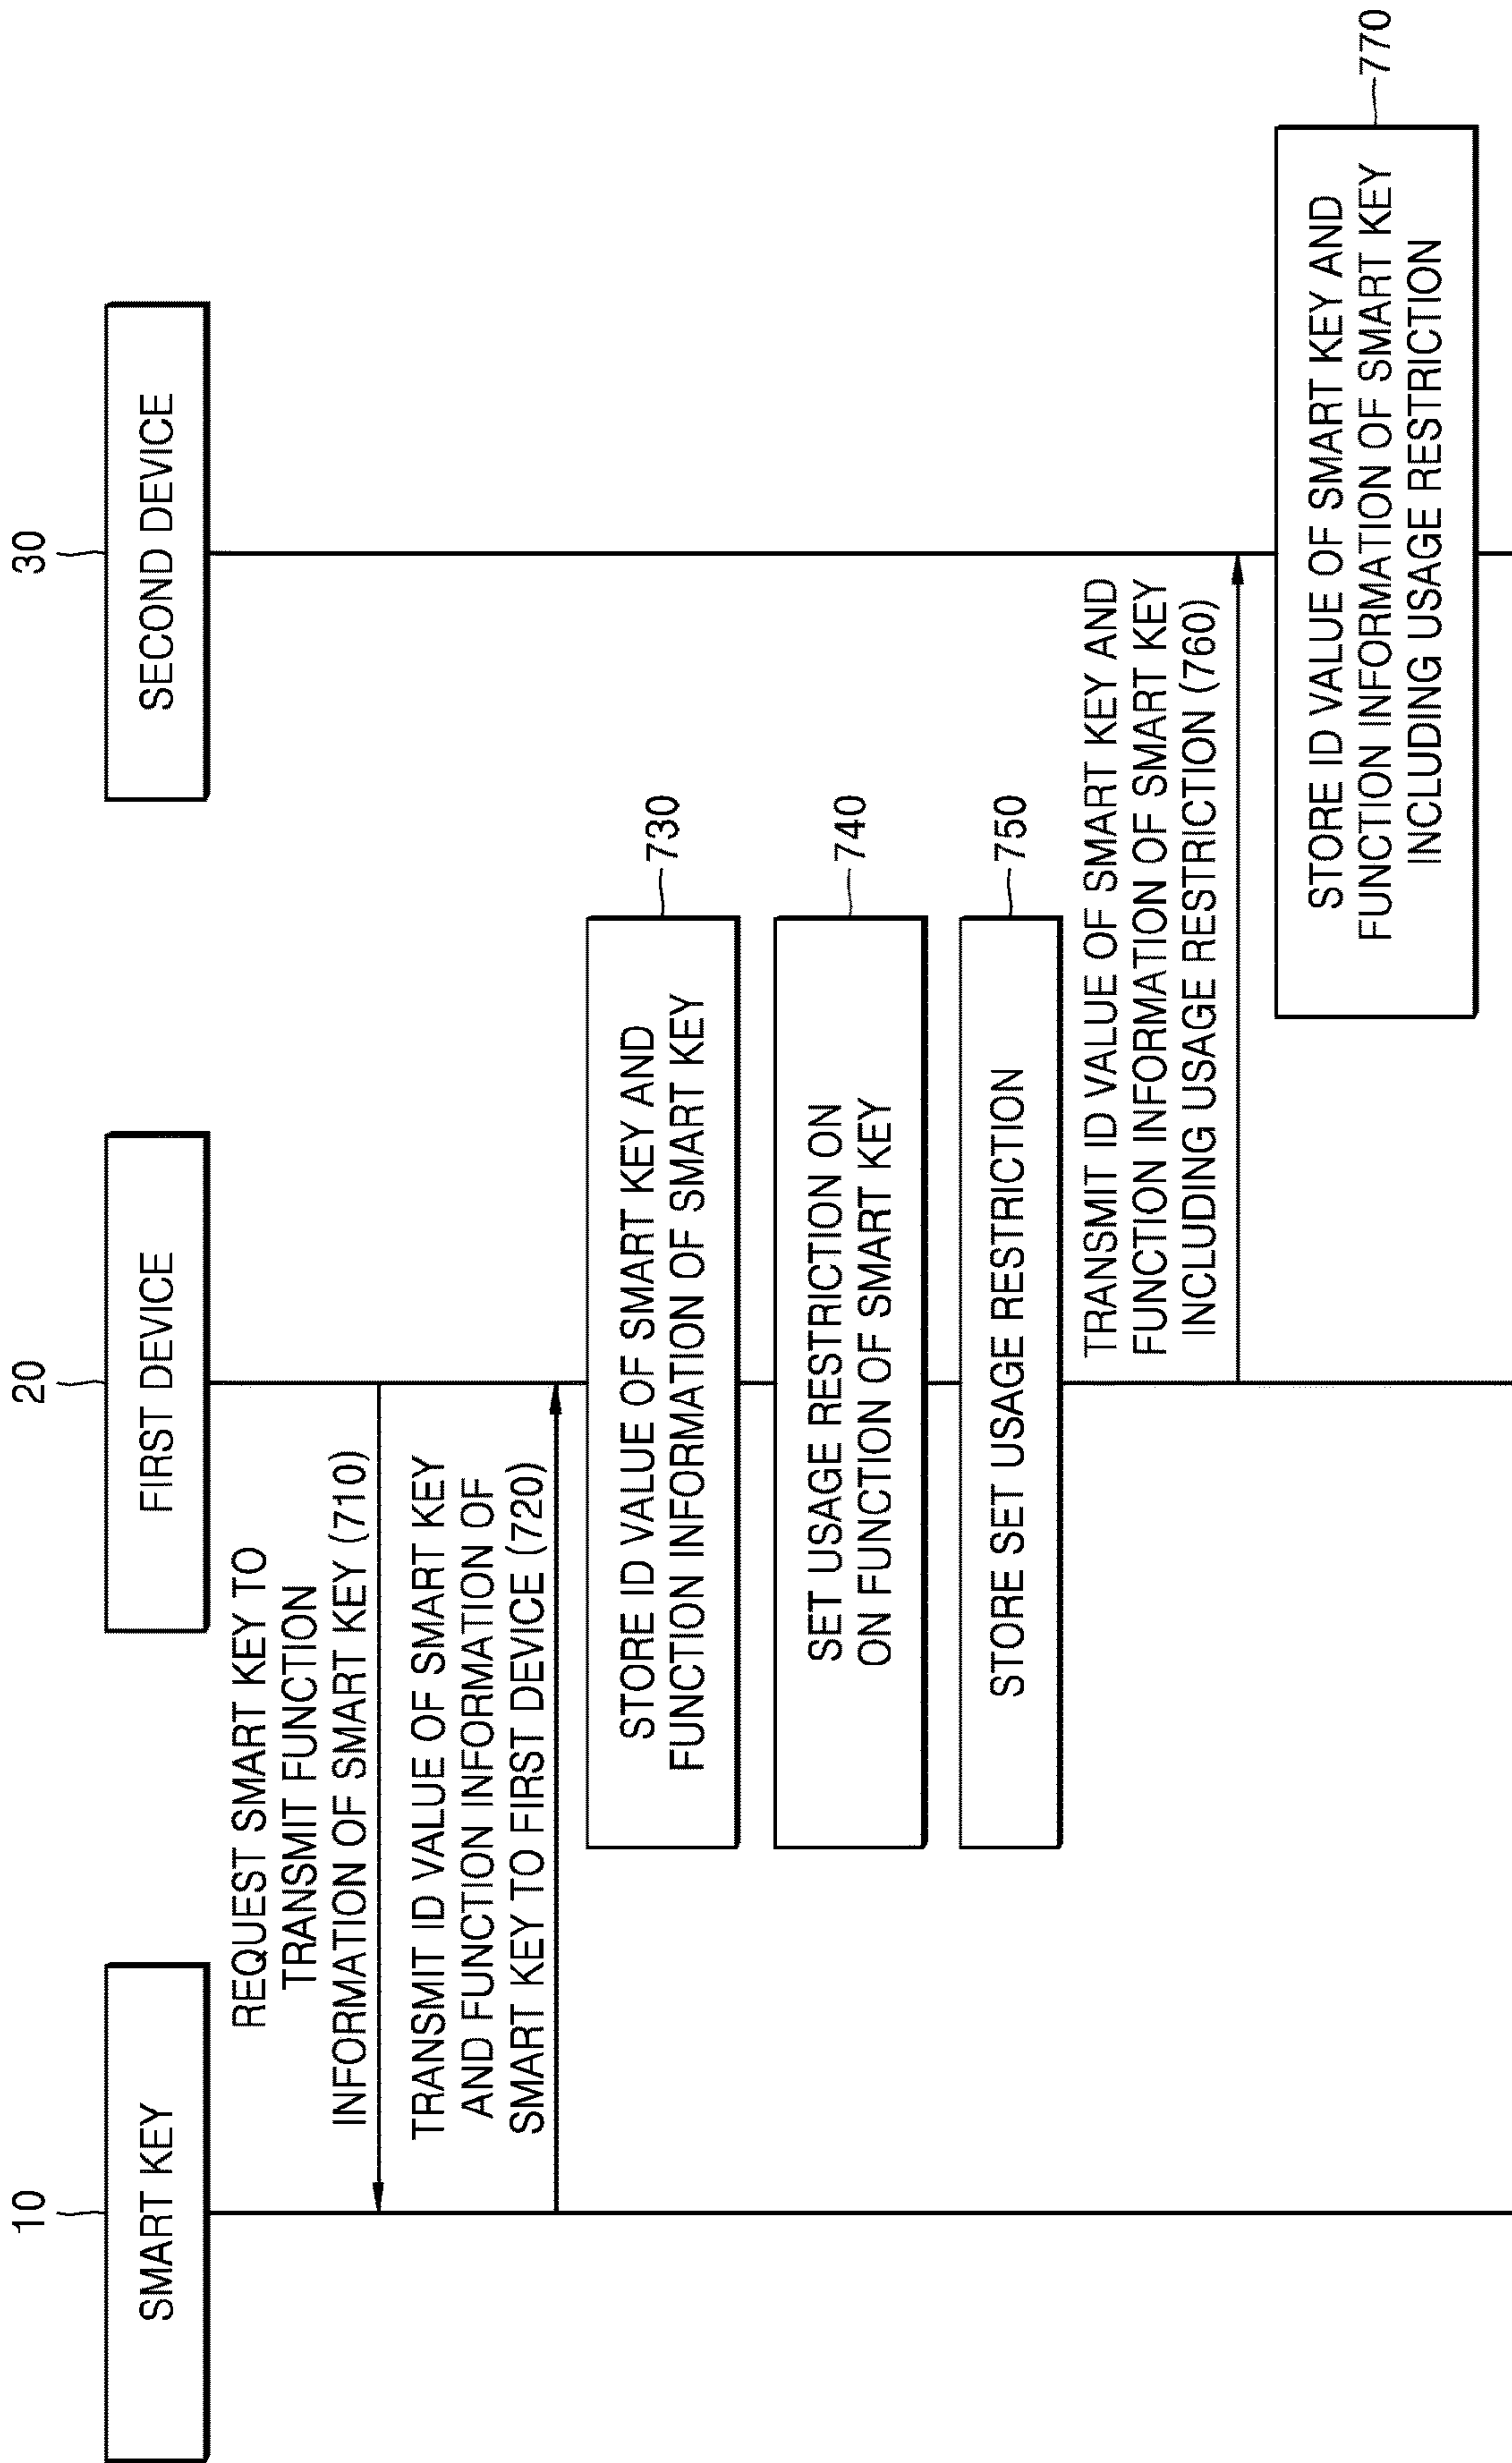 10
20
30
SMART KEY
FIRST DEVICE
SECOND DEVICE
REQUEST SMART KEY TO
TRANSMIT FUNCTION
INFORMATION OF SMART KEY (710)
TRANSMIT ID VALUE OF SMART KEY
AND FUNCTION INFORMATION OF
SMART KEY TO FIRST DEVICE (720)
STORE ID VALUE OF SMART KEY AND
FUNCTION INFORMATION OF SMART KEY
730
SET USAGE RESTRICTION ON
ON FUNCTION OF SMART KEY
740
STORE SET USAGE RESTRICTION
750
TRANSMIT ID VALUE OF SMART KEY AND
FUNCTION INFORMATION OF SMART KEY
INCLUDING USAGE RESTRICTION (760)
STORE ID VALUE OF SMART KEY AND
FUNCTION INFORMATION OF SMART KEY
INCLUDING USAGE RESTRICTION
770